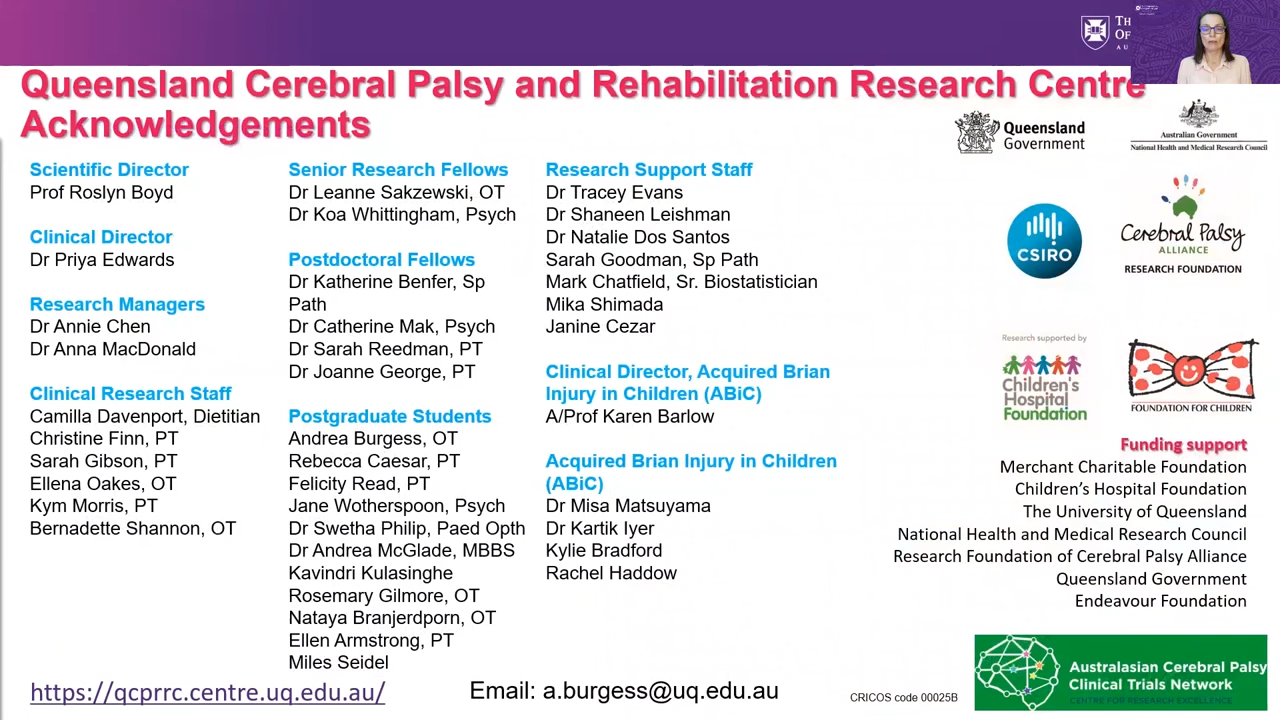 Queensland Cerebral Palsy and Rehabilitation Research Centre
Acknowledgements
Scientific Director
Prof Roslyn Boyd
Clinical Director
Dr Priya Edwards
Research Managers
Dr Annie Chen
Dr Anna MacDonald
Clinical Research Staff
Camilla Davenport, Dietitian
Christine Finn, PT
Sarah Gibson, PT
Ellena Oakes, OT
Kym Morris, PT
Bernadette Shannon, OT
Senior Research Fellows
Dr Leanne Sakzewski, OT
Dr Koa Whittingham, Psych
Postdoctoral Fellows
Dr Katherine Benfer, Sp
Path
Dr Catherine Mak, Psych
Dr Sarah Reedman, PT
Dr Joanne George, PT
Postgraduate Students
Andrea Burgess, OT
Rebecca Caesar, PT
Felicity Read, PT
Jane Wotherspoon, Psych
Dr Swetha Philip, Paed Opth
Dr Andrea McGlade, MBBS
Kavindri Kulasinghe
Rosemary Gilmore, OT
Nataya Branjerdporn, OT
Ellen Armstrong, PT
Miles Seidel
Research Support Staff
Dr Tracey Evans
Dr Shaneen Leishman
Dr Natalie Dos Santos
Sarah Goodman, Sp Path
Mark Chatfield, Sr. Biostatistician
Mika Shimada
Janine Cezar
Clinical Director, Acquired Brian
Injury in Children (ABiC)
A/Prof Karen Barlow
Acquired Brian Injury in Children
(ABiC)
Dr Misa Matsuyama
Dr Kartik Iyer
Kylie Bradford
Rachel Haddow
Queensland
Government
Australian Government
National Health and Medical Research Council
CSIRO
Cerebral Palsy
ALLIANCE
RESEARCH FOUNDATION
Research supported by
Children's
Hospital
Foundation
FOUNDATION FOR CHILDREN
Funding support
Merchant Charitable Foundation
Children’s Hospital Foundation
The University of Queensland
National Health and Medical Research Council
Research Foundation of Cerebral Palsy Alliance
Queensland Government
Endeavour Foundation
Australasian Cerebral Palsy
Clinical Trials Network
CENTRE FOR RESEARCH EXCELLENCE
https://qcprrc.centre.uq.edu.au/
Email: a.burgess@uq.edu.au
CRICOS code 00025B